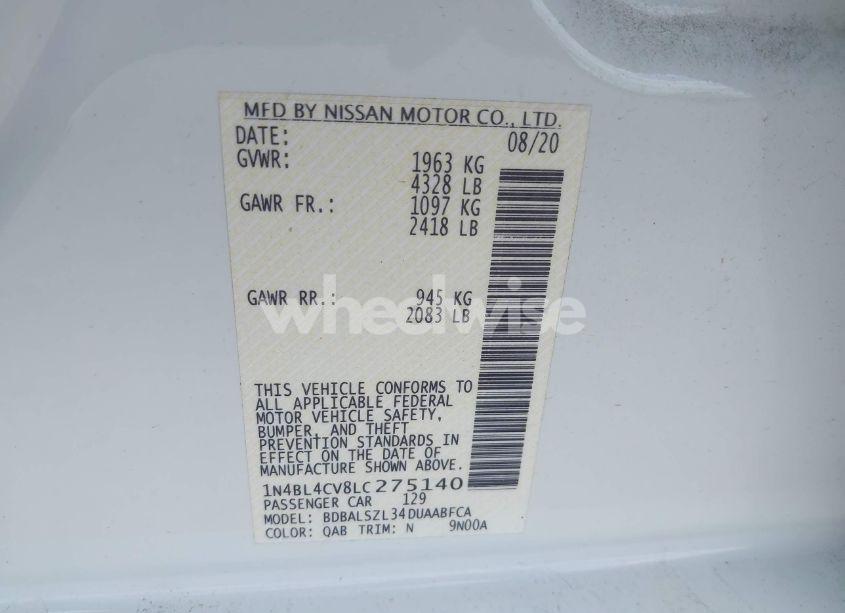 MFD BY NISSAN MOTOR CO., LTD.
DATE: 08/20
GVWR: 1963 KG
4328 LB
GAWR FR.: 1097 KG
2418 LB
GAWR RR.: 945 KG
2083 LB
wheelwise
THIS VEHICLE CONFORMS TO
ALL APPLICABLE FEDERAL
MOTOR VEHICLE SAFETY,
BUMPER, AND THEFT
PREVENTION STANDARDS IN
EFFECT ON THE DATE OF
MANUFACTURE SHOWN ABOVE.
1N4BL4CV8LC275140
PASSENGER CAR 129
MODEL: BDBALSZL34DUAABFCA
COLOR: QAB TRIM: N 9N00A